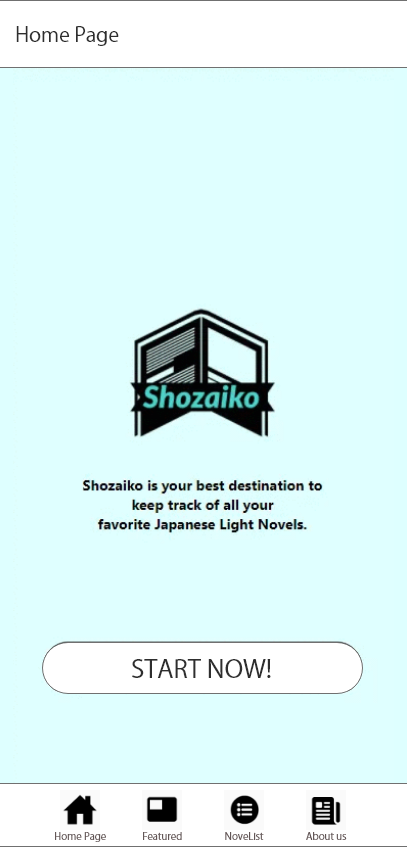 Home Page
Shozaiko
Shozaiko is your best destination to
keep track of all your
favorite Japanese Light Novels.
START NOW!
Home Page
Featured
NoveList
About us